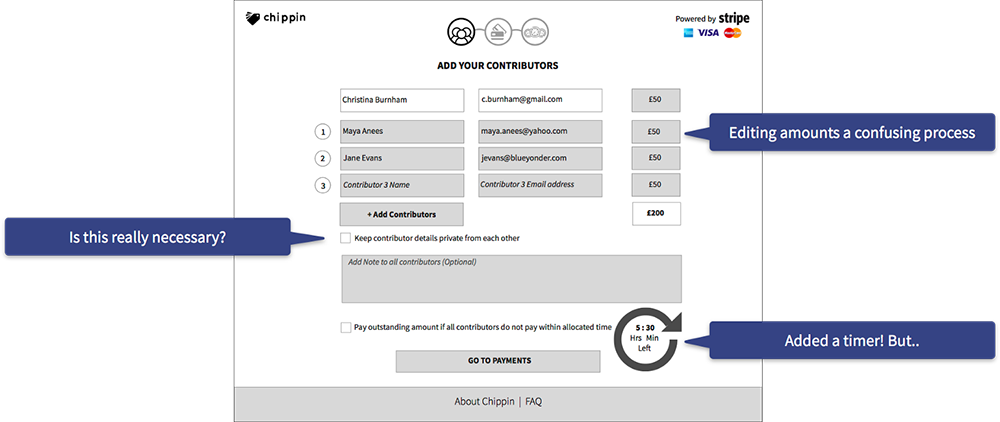 chippin
Powered by stripe
VISA
ADD YOUR CONTRIBUTORS
Christina Burnham
c.burnham@gmail.com
£50
1
Maya Anees
maya.anees@yahoo.com
£50
Editing amounts a confusing process
2
Jane Evans
jevans@blueyonder.com
£50
3
Contributor 3 Name
Contributor 3 Email address
£50
+ Add Contributors
£200
Is this really necessary?
Keep contributor details private from each other
Add Note to all contributors (Optional)
Pay outstanding amount if all contributors do not pay within allocated time
5 : 30
Hrs Min
Left
Added a timer! But..
GO TO PAYMENTS
About Chippin | FAQ